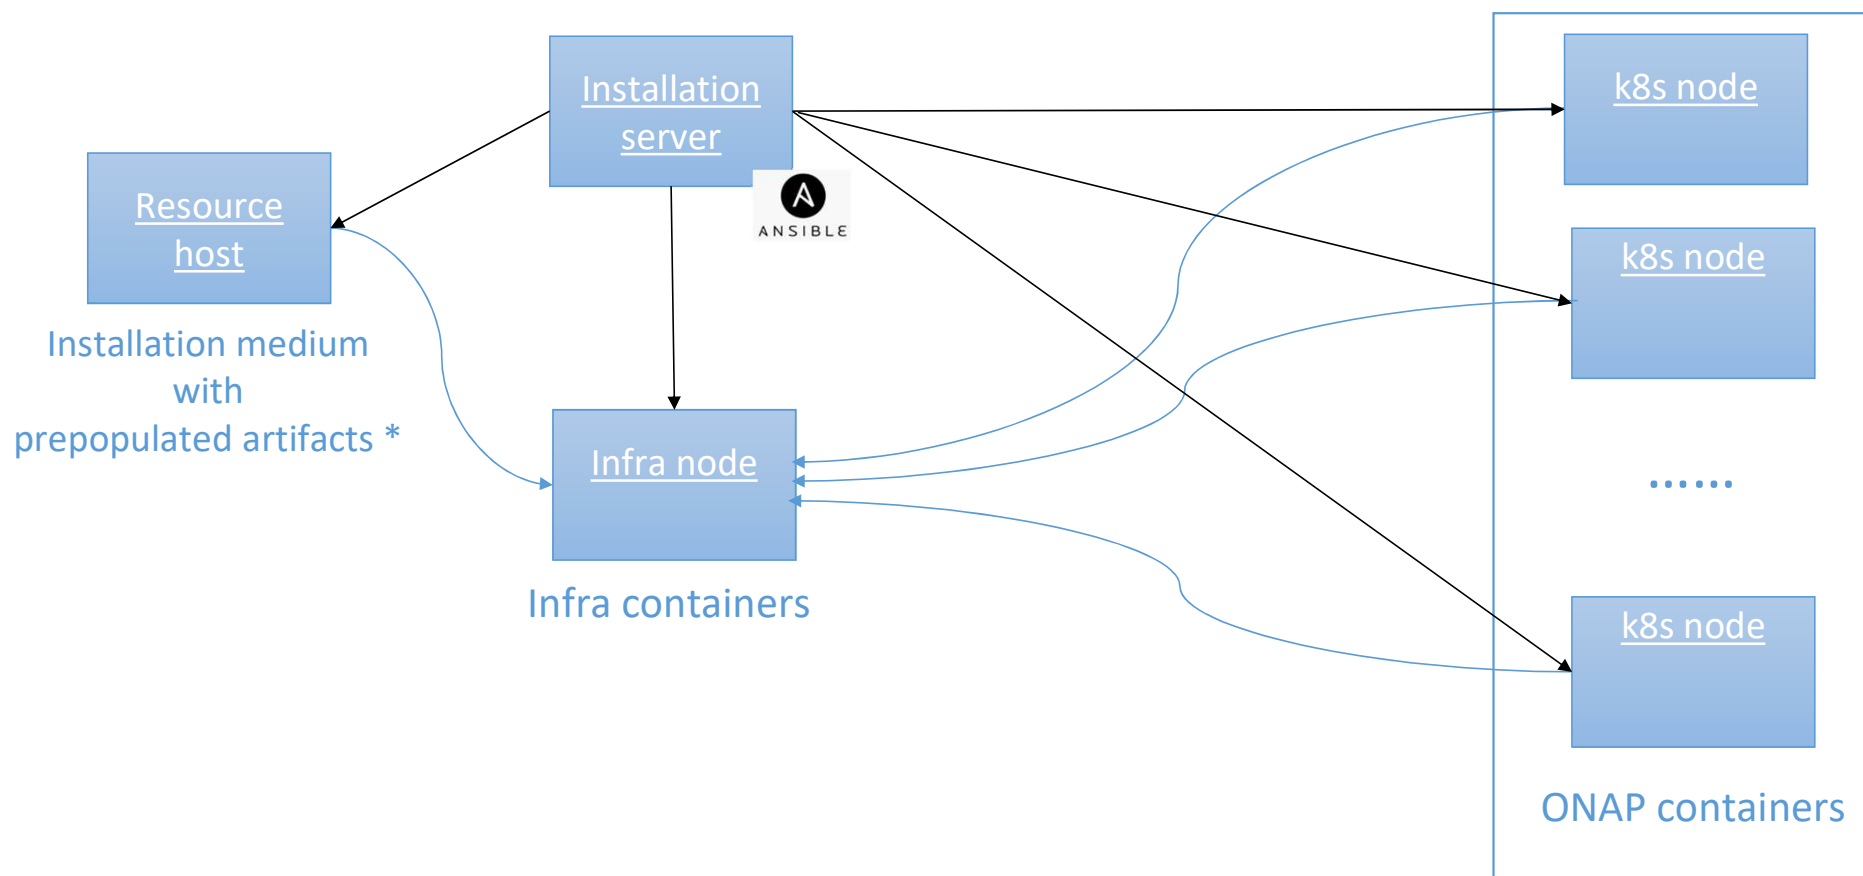 Installation
server
ANSIBLE
Resource
host
Installation medium
with
prepopulated artifacts *
Infra node
Infra containers
k8s node
k8s node
......
k8s node
ONAP containers